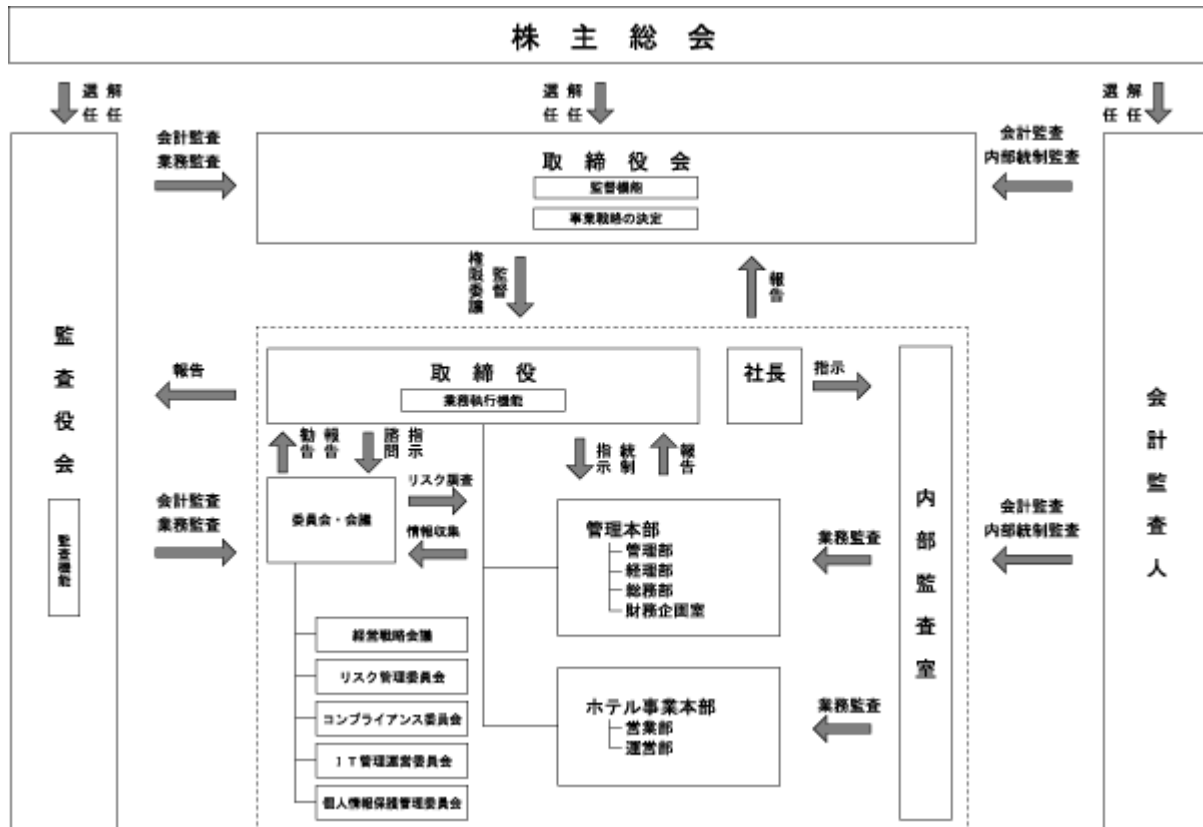 株主総会
選任 解任
選任 解任
選任 解任
会計監査
業務監査
取締役会
監督機能
事業戦略の決定
会計監査
内部統制監査
権限委議
監督
報告
監査役会
監査機能
報告
取締役
業務執行機能
社長
指示
内部監査室
会計監査人
勧告
報告
諮問
指示
指示
統制
報告
会計監査
業務監査
委員会・会議
リスク調査
情報収集
管理本部
管理部
経理部
総務部
財務企画室
業務監査
会計監査
内部統制監査
経営戦略会議
リスク管理委員会
コンプライアンス委員会
IT管理運営委員会
個人情報保護管理委員会
ホテル事業本部
営業部
運営部
業務監査